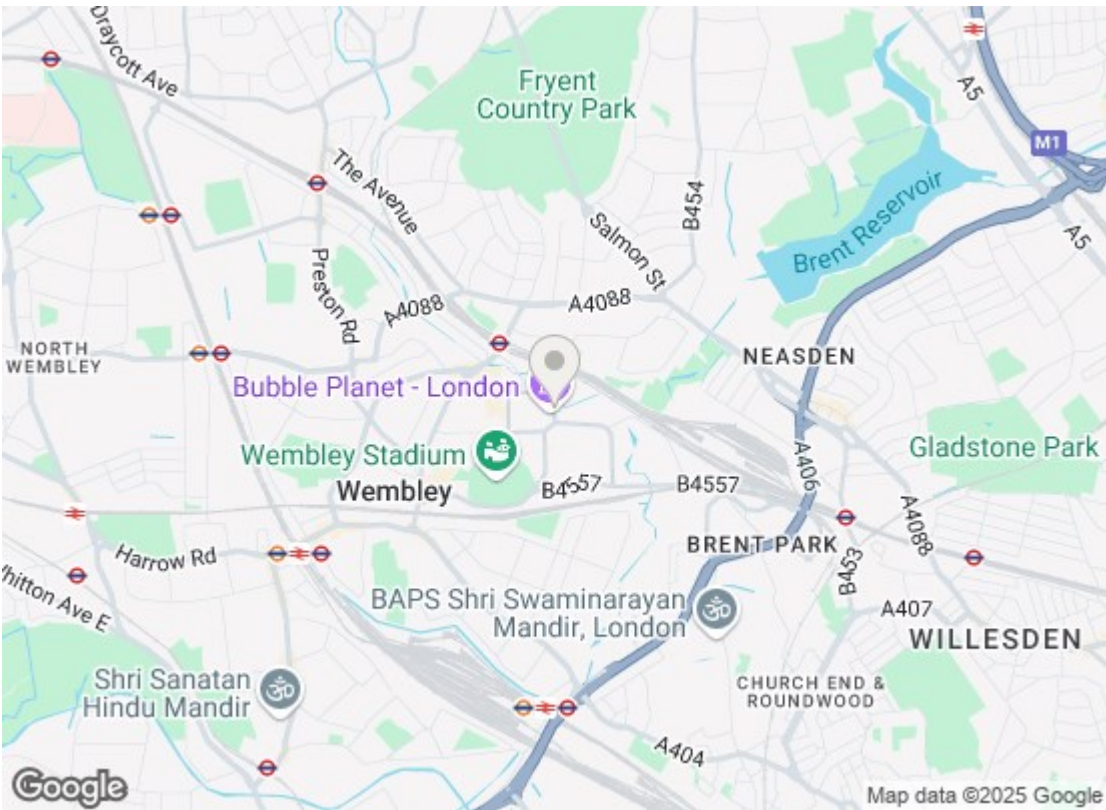 Draycott Ave
Fryent
Country Park
A5
M1
The Avenue
B454
Brent Reservoir
Salmon St
A5
Preston Rd
A4088
A4088
NORTH
WEMBLEY
NEASDEN
Bubble Planet - London
Wembley Stadium
Gladstone Park
A406
Wembley
B4557
B4557
A4088
Harrow Rd
BRENT PARK
B453
Whitton Ave E
BAPS Shri Swaminarayan
Mandir, London
A407
WILLESDEN
Shri Sanatan
Hindu Mandir
CHURCH END &
ROUNDWOOD
A404
Google
Map data ©2025 Google